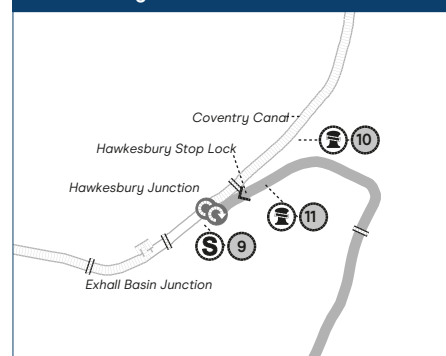 Coventry Canal
10
Hawkesbury Stop Lock
Hawkesbury Junction
11
S 9
Exhall Basin Junction